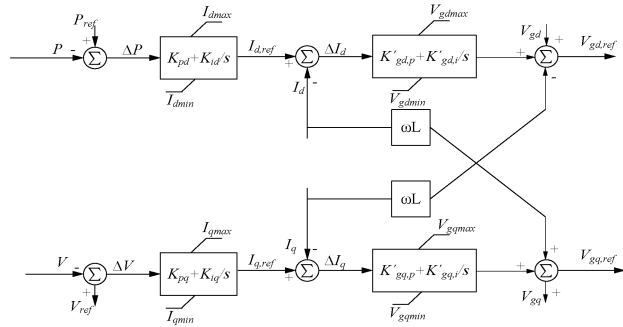 P_ref I_dmax V_gdmax V_gd
P - + Σ ΔP K_pd+K_id/s I_d,ref + Σ ΔI_d K'_gd,p+K'_gd,i/s + + Σ + V_gd,ref
I_dmin I_d - V_gdmin -
ωL
ωL
I_qmax I_q - V_gqmax +
V - + Σ ΔV K_pq+K_iq/s I_q,ref + Σ ΔI_q K'_gq,p+K'_gq,i/s + Σ + V_gq,ref
V_ref I_qmin V_gqmin V_gq +